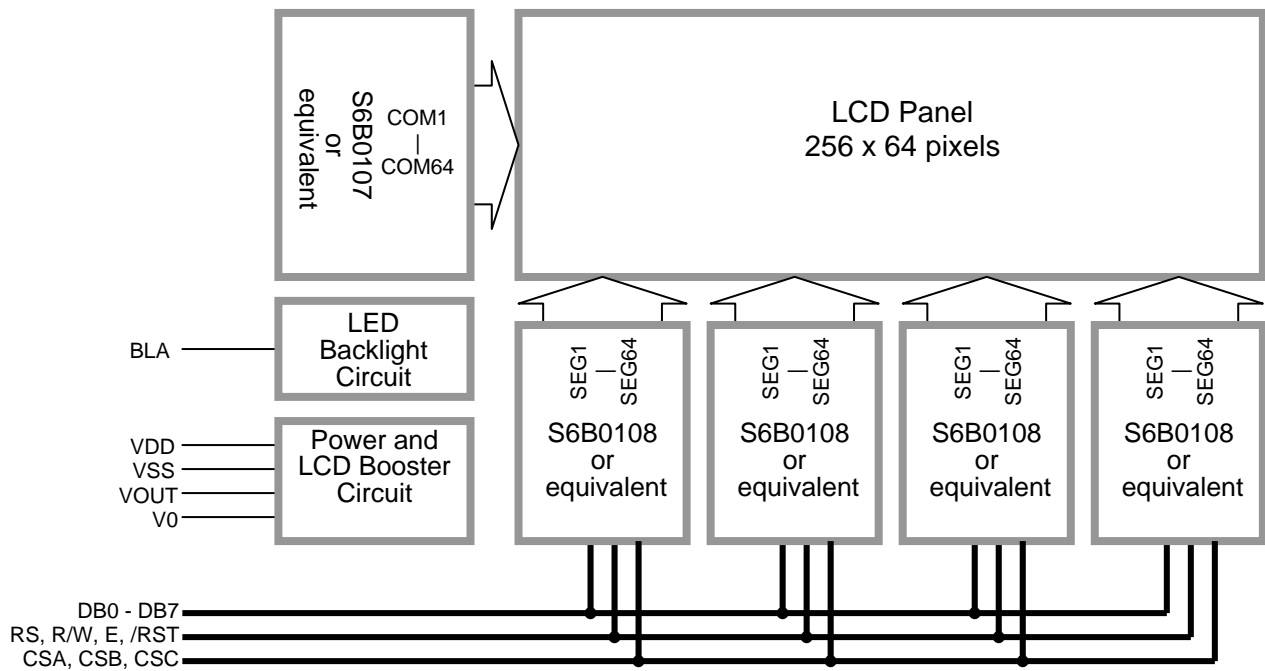 S6B0107
or
equivalent
COM1
|
COM64
LCD Panel
256 x 64 pixels
BLA
LED
Backlight
Circuit
VDD
VSS
VOUT
V0
Power and
LCD Booster
Circuit
SEG1
|
SEG64
S6B0108
or
equivalent
SEG1
|
SEG64
S6B0108
or
equivalent
SEG1
|
SEG64
S6B0108
or
equivalent
SEG1
|
SEG64
S6B0108
or
equivalent
DB0 - DB7
RS, R/W, E, /RST
CSA, CSB, CSC